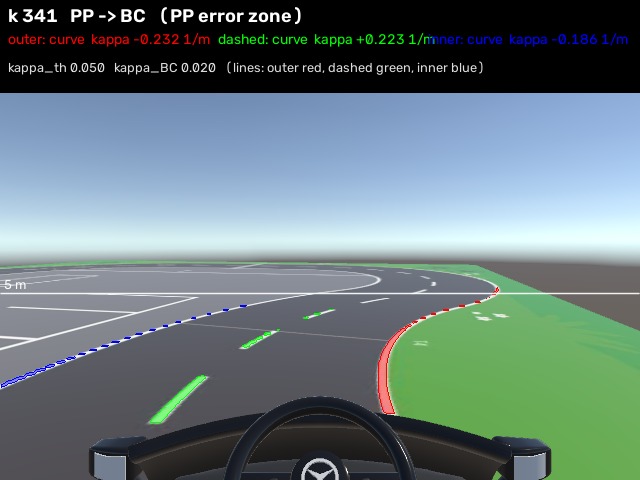 k 341   PP -> BC   (PP error zone)
outer: curve kappa -0.232 1/m dashed: curve kappa +0.223 1/m inner: curve kappa -0.186 1/m
kappa_th 0.050   kappa_BC 0.020   (lines: outer red, dashed green, inner blue)
5 m